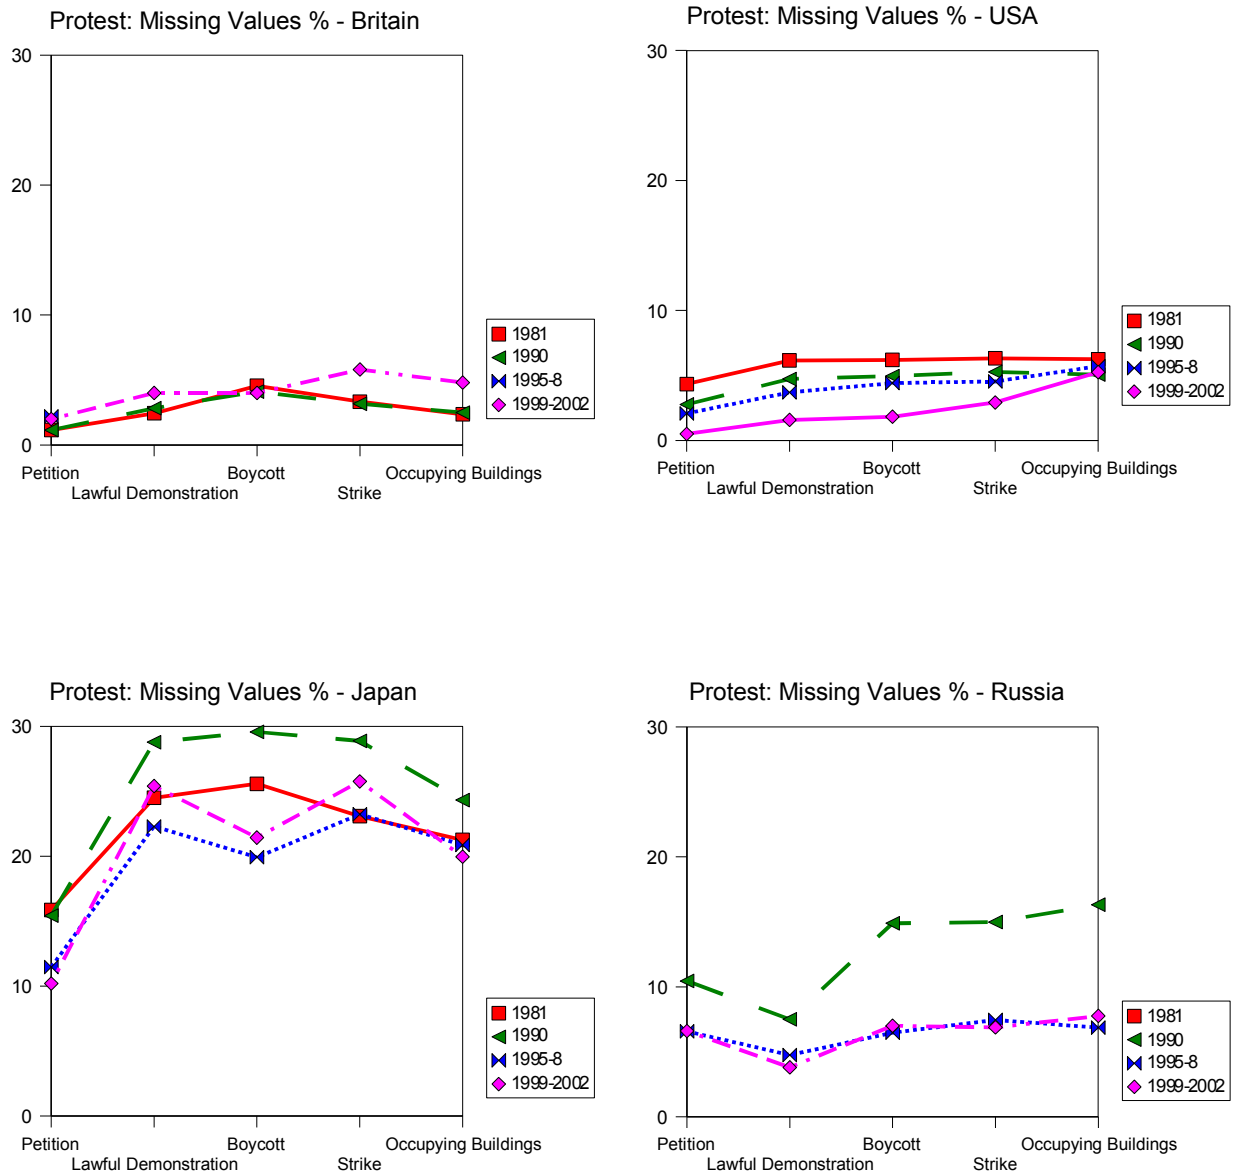 Protest: Missing Values % - Britain
30
20
10
0
Petition
Lawful Demonstration
Boycott
Strike
Occupying Buildings
1981
1990
1995-8
1999-2002
Protest: Missing Values % - USA
30
20
10
0
Petition
Lawful Demonstration
Boycott
Strike
Occupying Buildings
1981
1990
1995-8
1999-2002
Protest: Missing Values % - Japan
30
20
10
0
Petition
Lawful Demonstration
Boycott
Strike
Occupying Buildings
1981
1990
1995-8
1999-2002
Protest: Missing Values % - Russia
30
20
10
0
Petition
Lawful Demonstration
Boycott
Strike
Occupying Buildings
1981
1990
1995-8
1999-2002